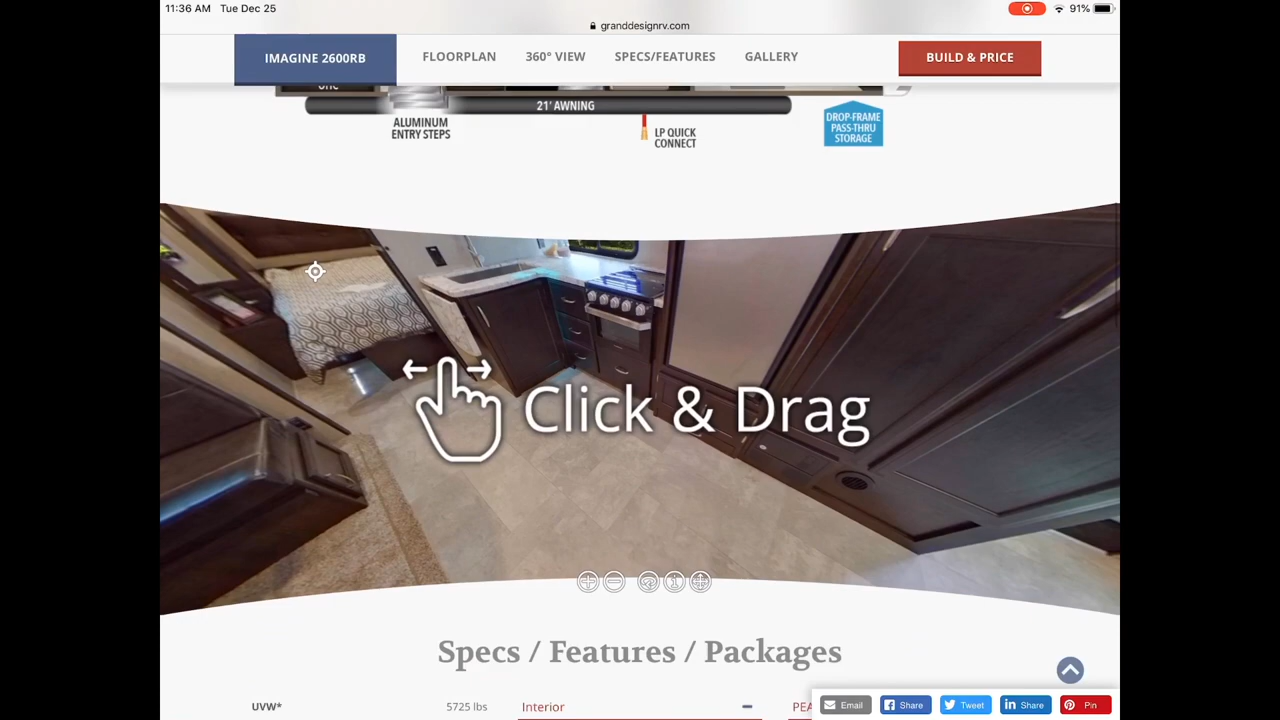 11:36 AM Tue Dec 25
91%
granddesignrv.com
IMAGINE 2600RB
FLOORPLAN
360° VIEW
SPECS/FEATURES
GALLERY
BUILD & PRICE
21' AWNING
ALUMINUM
ENTRY STEPS
LP QUICK
CONNECT
DROP-FRAME
PASS-THRU
STORAGE
Click & Drag
Specs / Features / Packages
UVW*
5725 lbs
Interior
PEA
Email
Share
Tweet
Share
Pin